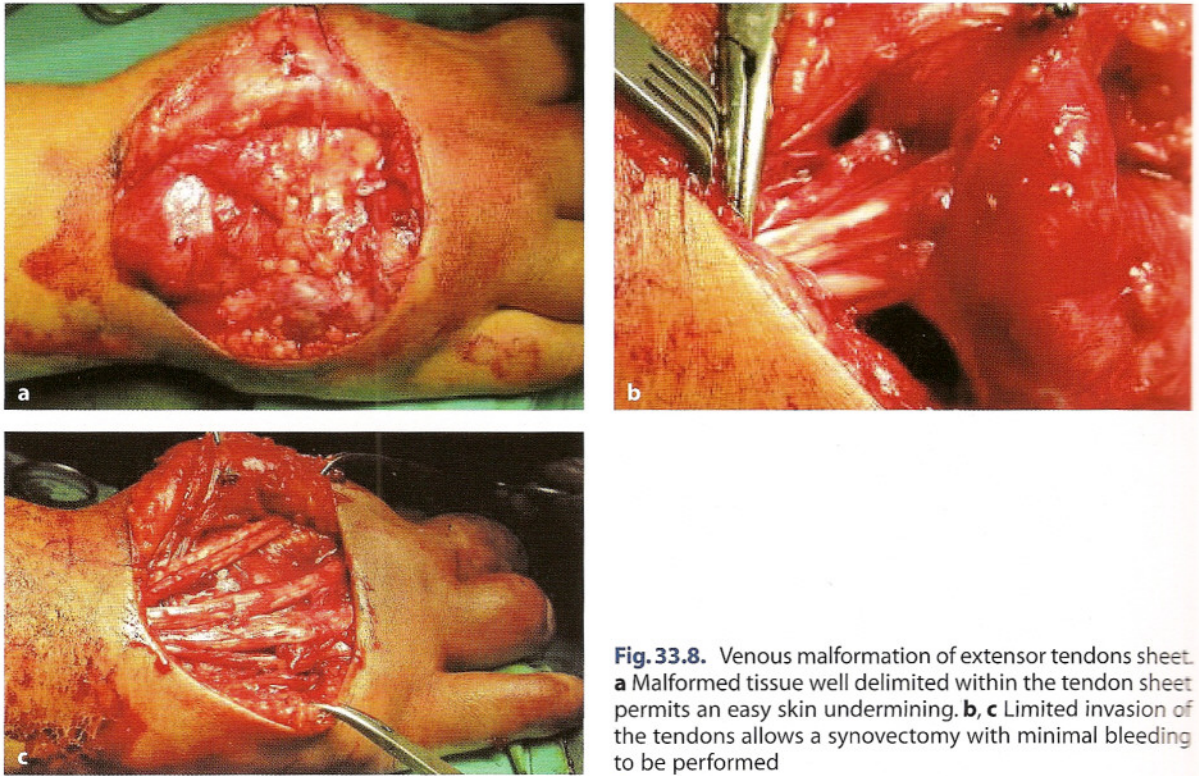 a
b
c
Fig. 33.8. Venous malformation of extensor tendons sheet.
a Malformed tissue well delimited within the tendon sheet
permits an easy skin undermining. b, c Limited invasion of
the tendons allows a synovectomy with minimal bleeding
to be performed